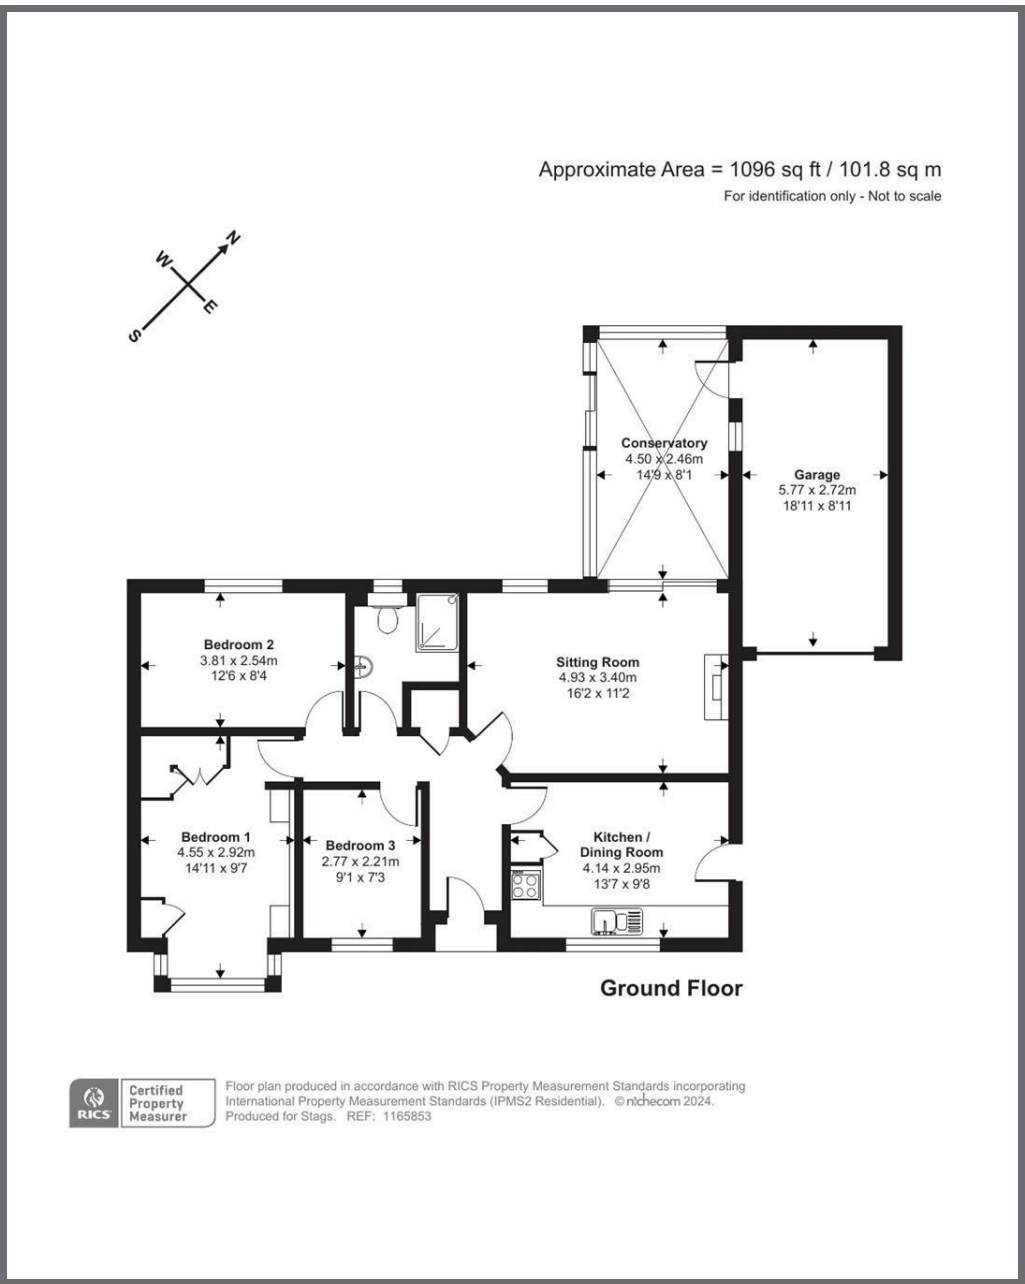 Approximate Area = 1096 sq ft / 101.8 sq m
For identification only - Not to scale
N
W
E
S
Conservatory
4.50 x 2.46m
14'9 x 8'1
Garage
5.77 x 2.72m
18'11 x 8'11
Bedroom 2
3.81 x 2.54m
12'6 x 8'4
Sitting Room
4.93 x 3.40m
16'2 x 11'2
Bedroom 1
4.55 x 2.92m
14'11 x 9'7
Bedroom 3
2.77 x 2.21m
9'1 x 7'3
Kitchen /
Dining Room
4.14 x 2.95m
13'7 x 9'8
Ground Floor
RICS
Certified
Property
Measurer
Floor plan produced in accordance with RICS Property Measurement Standards incorporating
International Property Measurement Standards (IPMS2 Residential). © nichecom 2024.
Produced for Stags. REF: 1165853